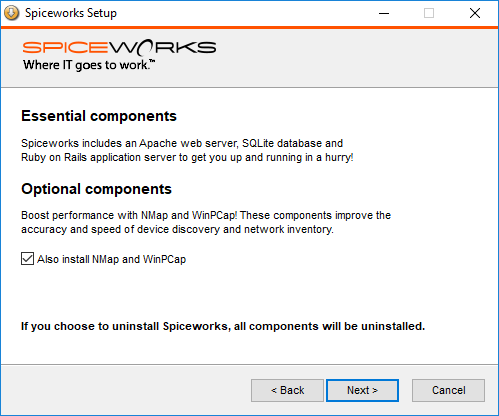 Spiceworks Setup
SPICEWORKS
Where IT goes to work.™
Essential components
Spiceworks includes an Apache web server, SQLite database and
Ruby on Rails application server to get you up and running in a hurry!
Optional components
Boost performance with NMap and WinPCap! These components improve the
accuracy and speed of device discovery and network inventory.
Also install NMap and WinPCap
If you choose to uninstall Spiceworks, all components will be uninstalled.
< Back
Next >
Cancel